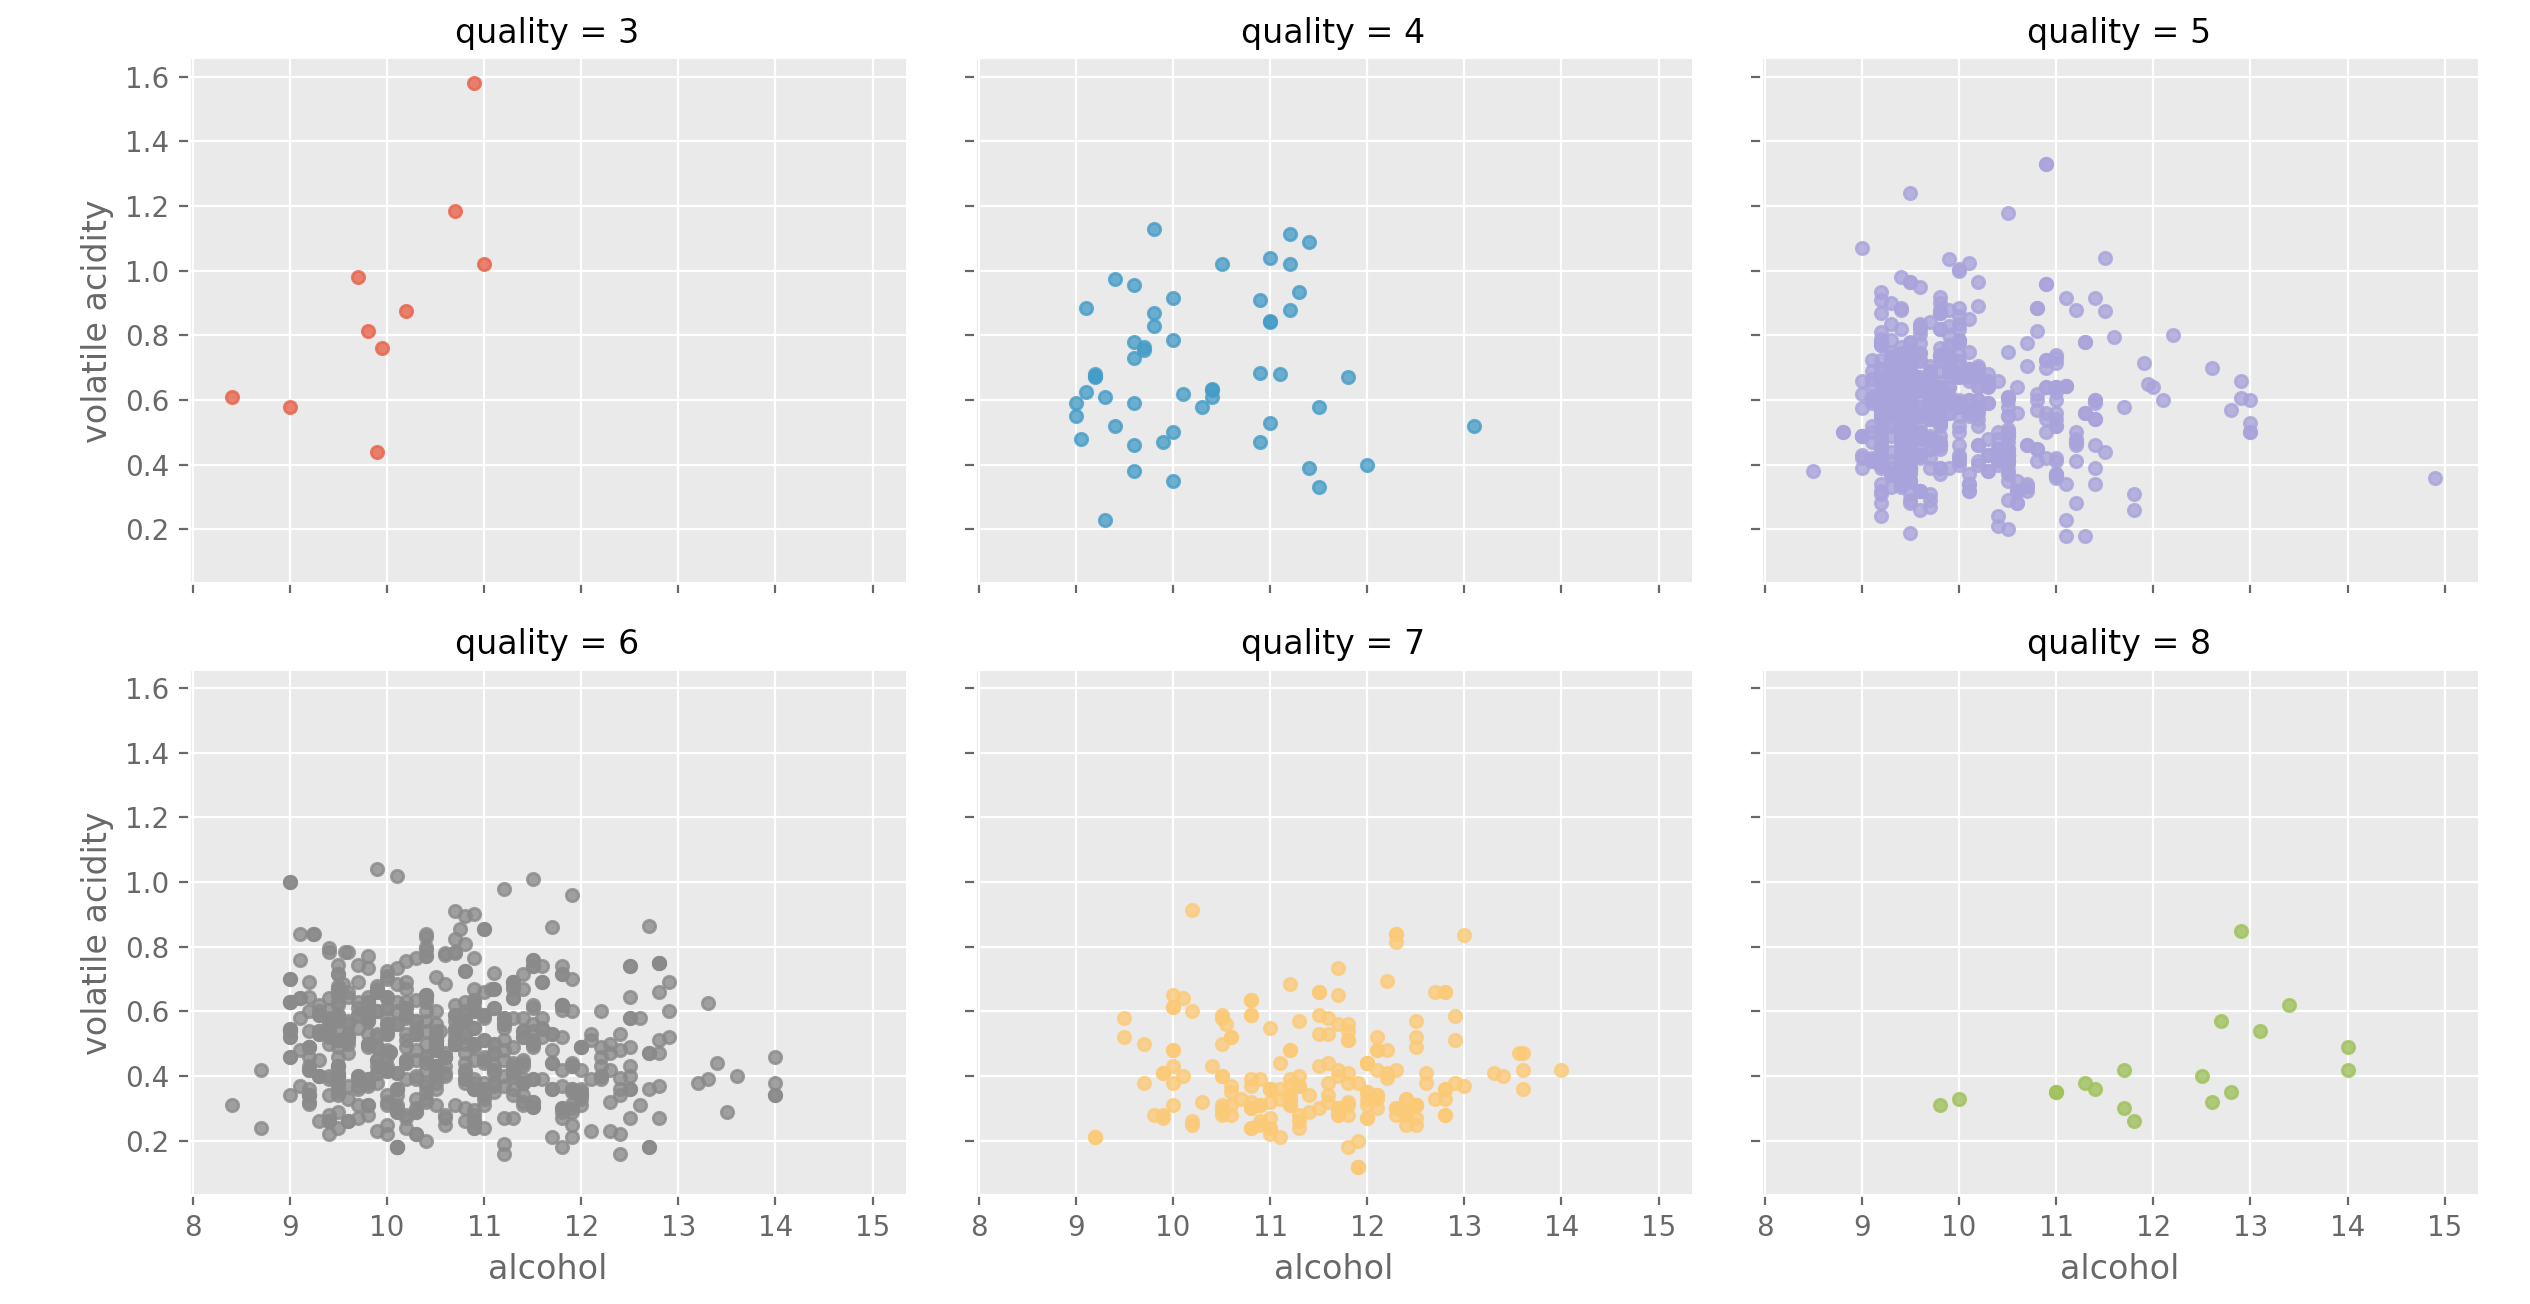 quality = 3
quality = 4
quality = 5
1.6
1.4
1.2
1.0
0.8
0.6
0.4
0.2
volatile acidity
quality = 6
quality = 7
quality = 8
1.6
1.4
1.2
1.0
0.8
0.6
0.4
0.2
volatile acidity
8 9 10 11 12 13 14 15
8 9 10 11 12 13 14 15
8 9 10 11 12 13 14 15
alcohol
alcohol
alcohol